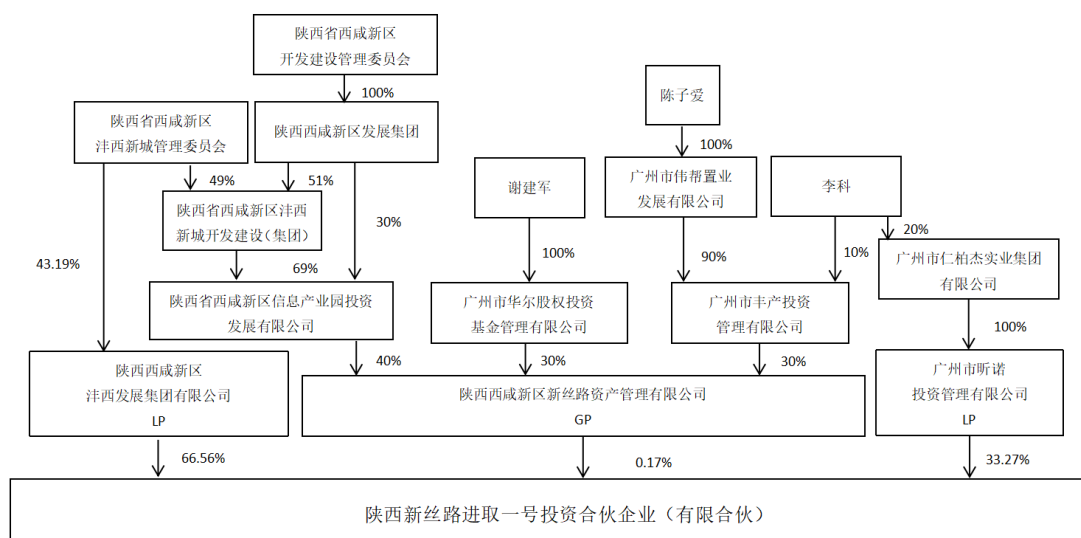 陕西省西咸新区
开发建设管理委员会
100%
陈子爱
陕西省西咸新区
沣西新城管理委员会
陕西西咸新区发展集团
100%
49%
51%
谢建军
广州市伟帮置业
发展有限公司
李科
陕西省西咸新区沣西
新城开发建设（集团）
30%
20%
43.19%
69%
100%
90%
10%
广州市仁柏杰实业集团
有限公司
陕西省西咸新区信息产业园投资
发展有限公司
广州市华尔股权投资
基金管理有限公司
广州市丰产投资
管理有限公司
100%
40%
30%
30%
陕西西咸新区
沣西发展集团有限公司
LP
陕西西咸新区新丝路资产管理有限公司
GP
广州市昕诺
投资管理有限公司
LP
66.56%
0.17%
33.27%
陕西新丝路进取一号投资合伙企业（有限合伙）